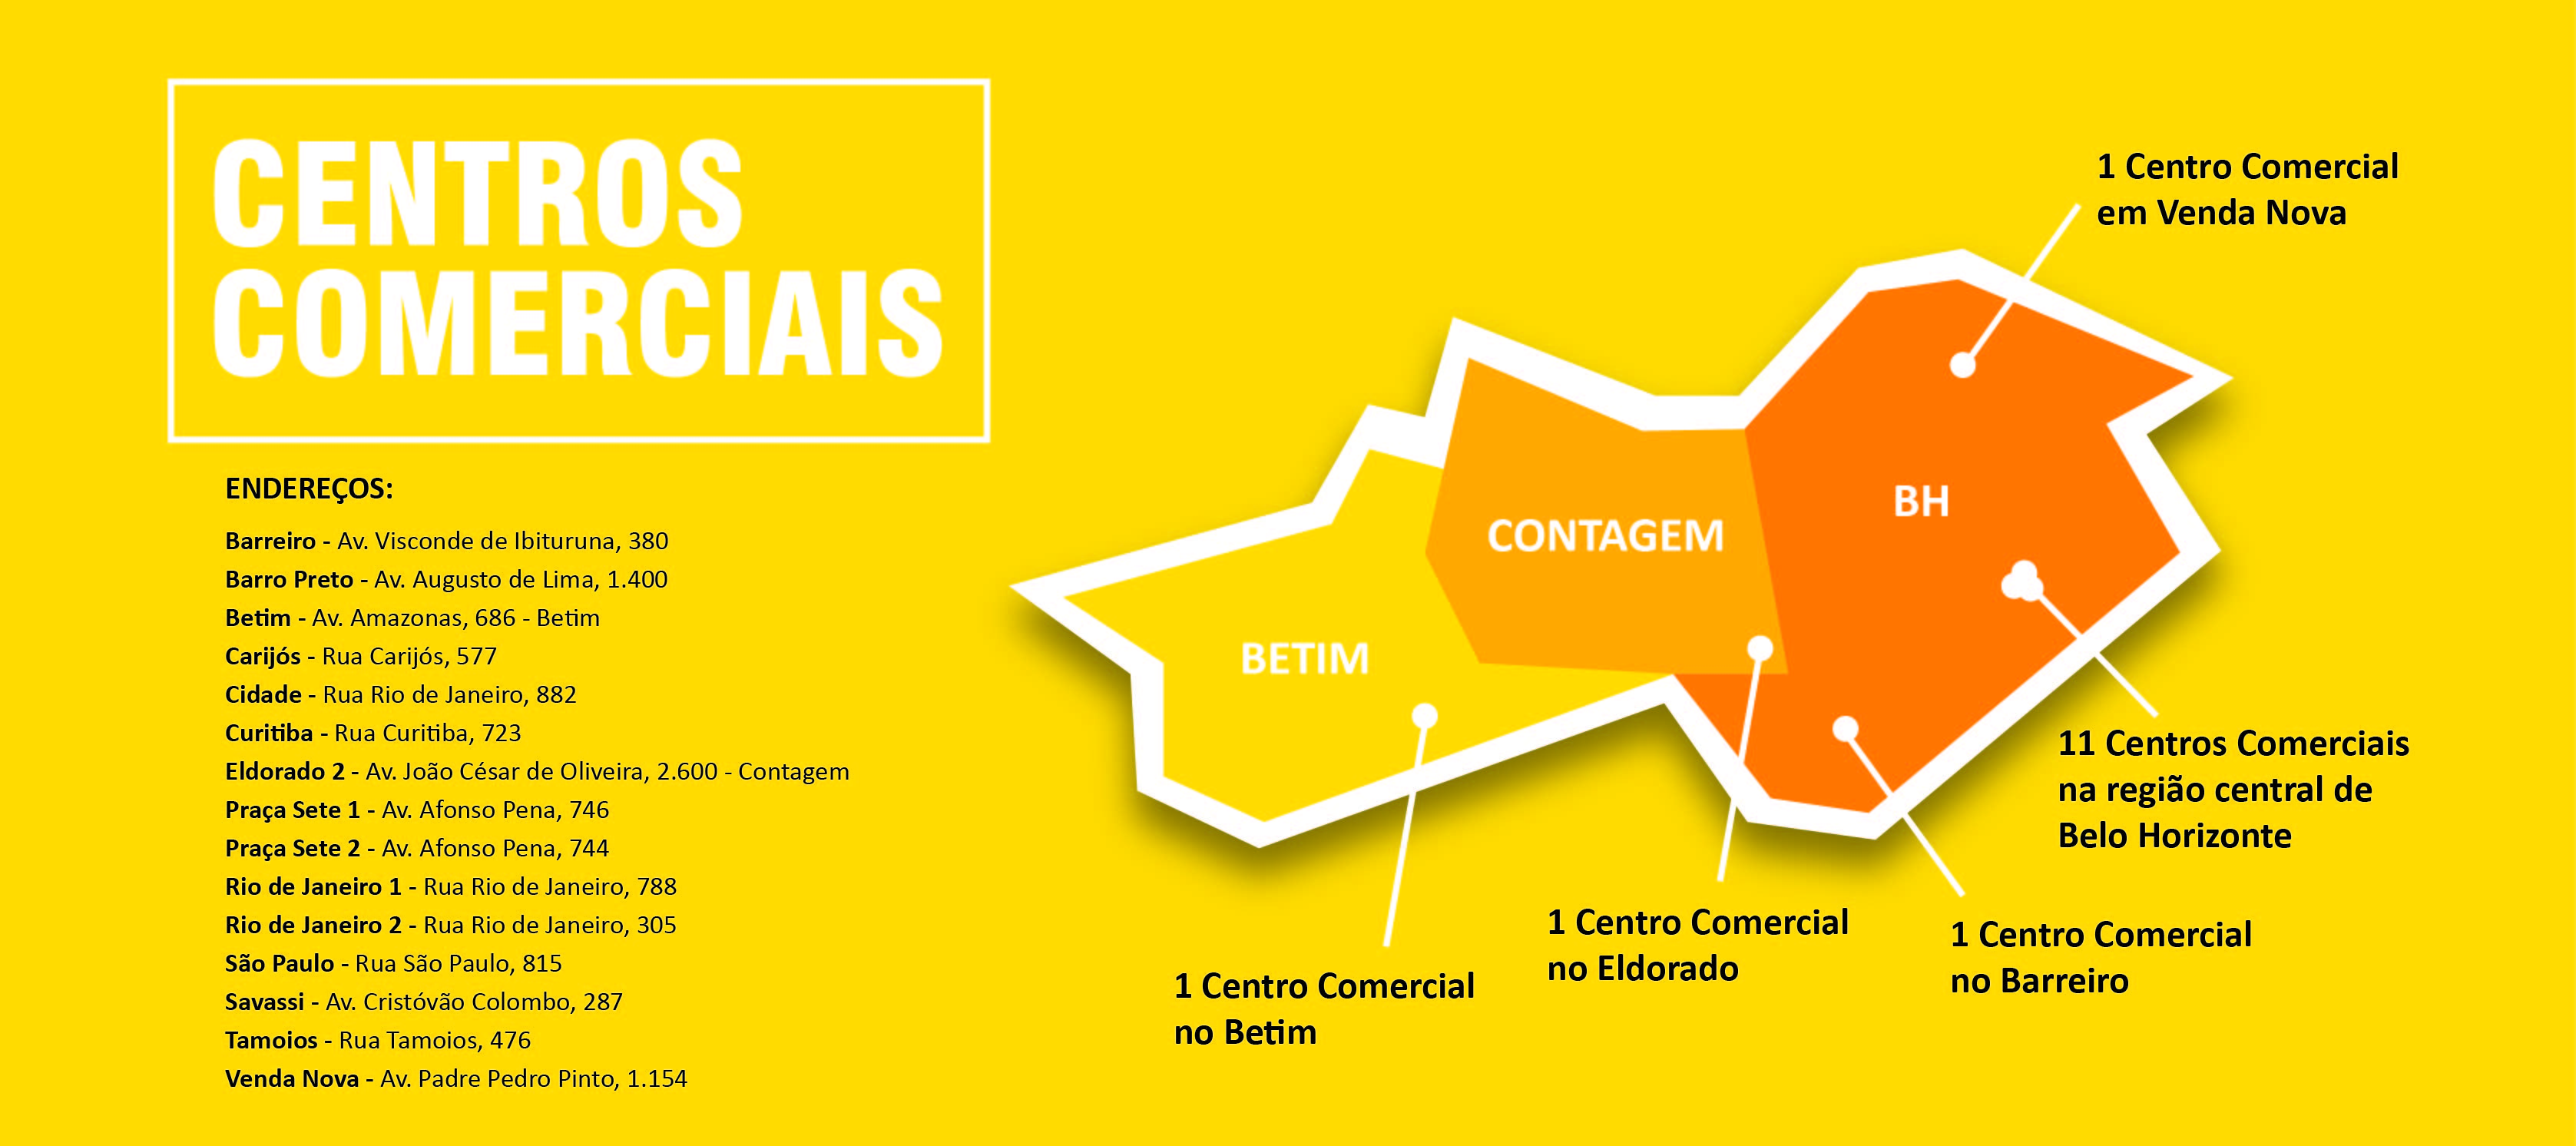 CENTROS
COMERCIAIS
ENDEREÇOS:
Barreiro - Av. Visconde de Ibituruna, 380
Barro Preto - Av. Augusto de Lima, 1.400
Betim - Av. Amazonas, 686 - Betim
Carijós - Rua Carijós, 577
Cidade - Rua Rio de Janeiro, 882
Curitiba - Rua Curitiba, 723
Eldorado 2 - Av. João César de Oliveira, 2.600 - Contagem
Praça Sete 1 - Av. Afonso Pena, 746
Praça Sete 2 - Av. Afonso Pena, 744
Rio de Janeiro 1 - Rua Rio de Janeiro, 788
Rio de Janeiro 2 - Rua Rio de Janeiro, 305
São Paulo - Rua São Paulo, 815
Savassi - Av. Cristóvão Colombo, 287
Tamoios - Rua Tamoios, 476
Venda Nova - Av. Padre Pedro Pinto, 1.154
1 Centro Comercial
em Venda Nova
BH
CONTAGEM
BETIM
11 Centros Comerciais
na região central de
Belo Horizonte
1 Centro Comercial
no Barreiro
1 Centro Comercial
no Eldorado
1 Centro Comercial
no Betim